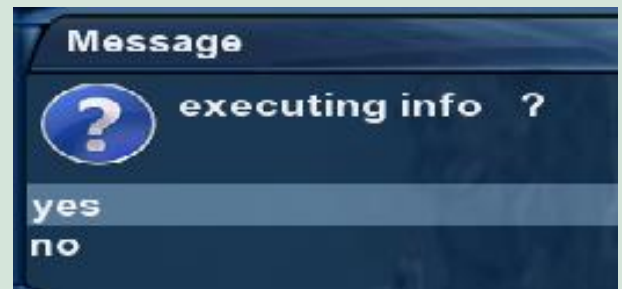 Message
executing info ?
yes
no